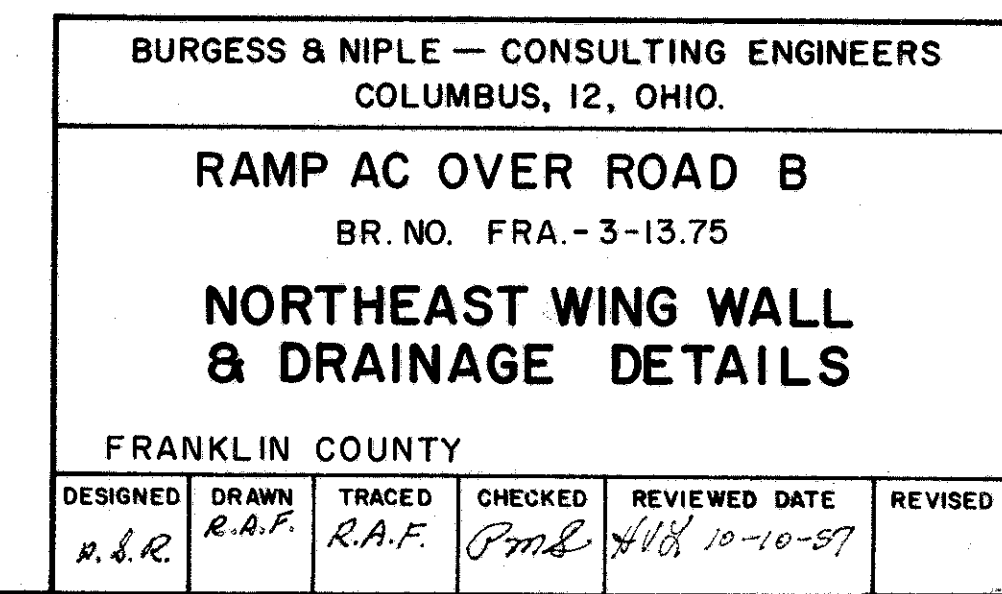 BURGESS & NIPLE — CONSULTING ENGINEERS
COLUMBUS, 12, OHIO.
RAMP AC OVER ROAD B
BR. NO. FRA.-3-13.75
NORTHEAST WING WALL
& DRAINAGE DETAILS
FRANKLIN COUNTY
DESIGNED DRAWN TRACED CHECKED REVIEWED DATE REVISED
R.A.F. R.A.F. PMS 10-10-57